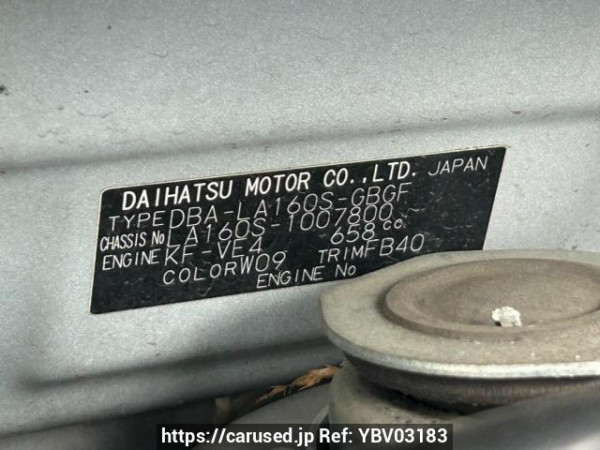 DAIHATSU MOTOR CO.,LTD. JAPAN
TYPE DBA-LA160S-GBGF
CHASSIS No LA160S-1007800
ENGINE KF-VE4 658 cc
COLOR W09 TRIM FB40
ENGINE No
https://carused.jp Ref: YBV03183